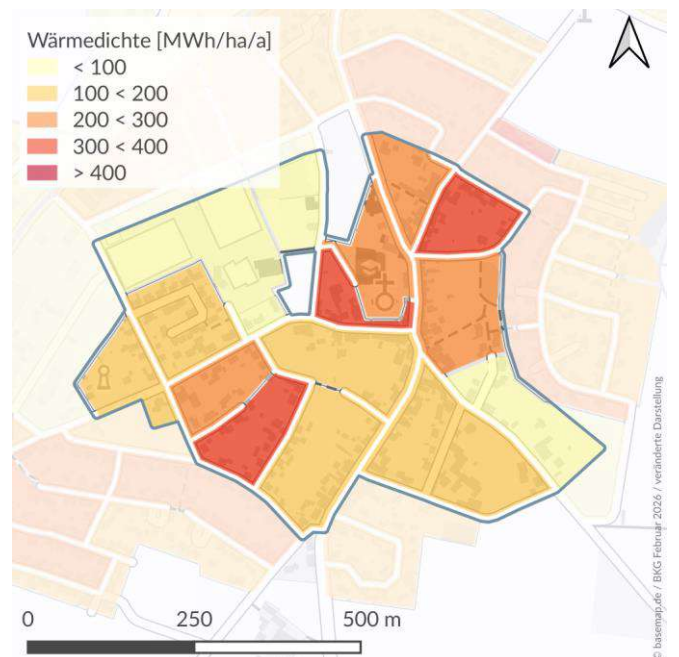 Wärmedichte [MWh/ha/a]
< 100
100 < 200
200 < 300
300 < 400
> 400
0 250 500 m
© basemap.de / BKG Februar 2026 / veränderte Darstellung